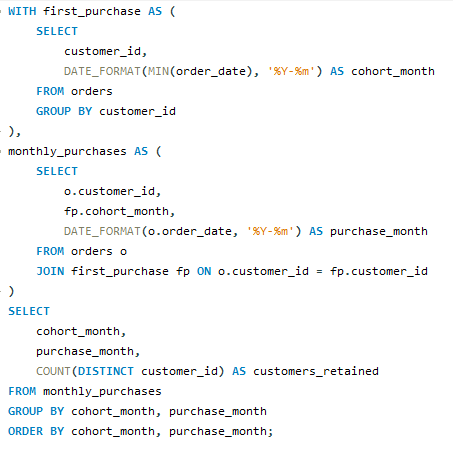 WITH first_purchase AS (
    SELECT
        customer_id,
        DATE_FORMAT(MIN(order_date), '%Y-%m') AS cohort_month
    FROM orders
    GROUP BY customer_id
),
monthly_purchases AS (
    SELECT
        o.customer_id,
        fp.cohort_month,
        DATE_FORMAT(o.order_date, '%Y-%m') AS purchase_month
    FROM orders o
    JOIN first_purchase fp ON o.customer_id = fp.customer_id
)
SELECT
    cohort_month,
    purchase_month,
    COUNT(DISTINCT customer_id) AS customers_retained
FROM monthly_purchases
GROUP BY cohort_month, purchase_month
ORDER BY cohort_month, purchase_month;